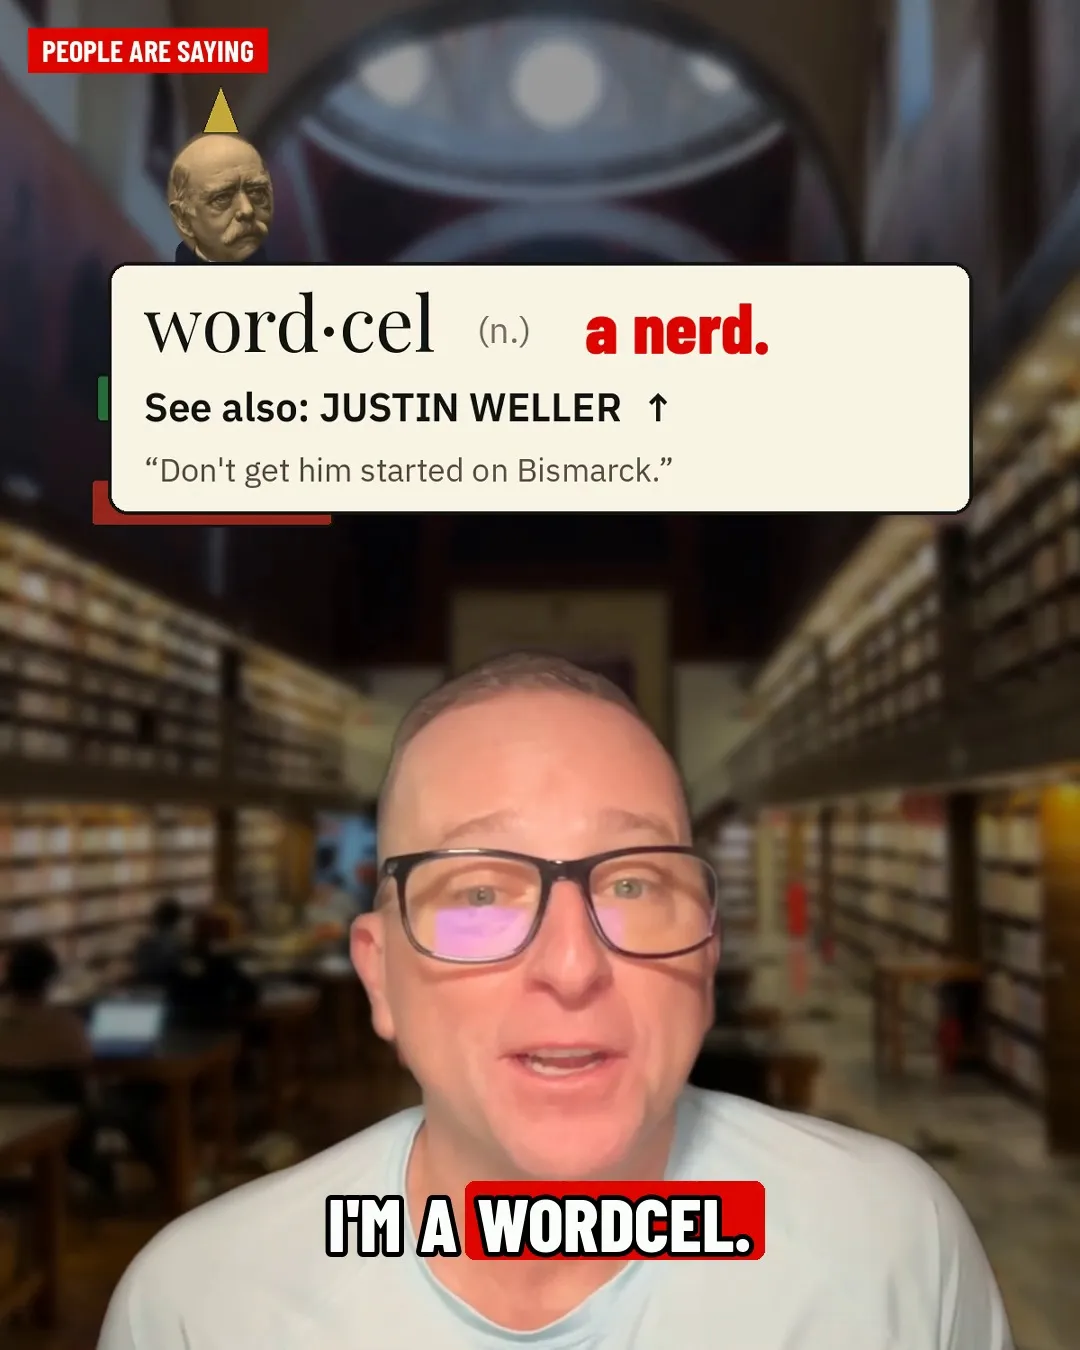 PEOPLE ARE SAYING
word·cel (n.) a nerd.
See also: JUSTIN WELLER ↑
“Don't get him started on Bismarck.”
I'M A WORDCEL.